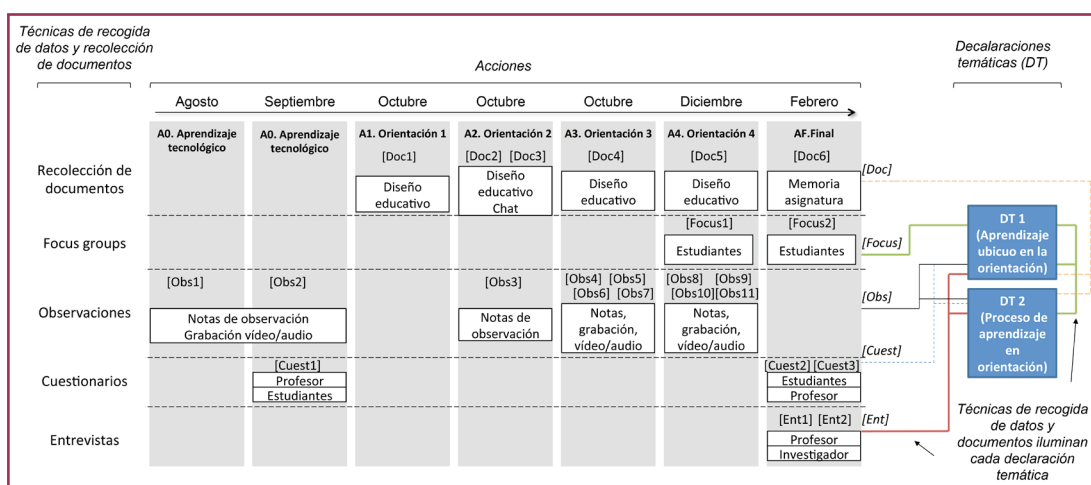 Técnicas de recogida
de datos y recolección
de documentos
Acciones
Decalaraciones
temáticas (DT)
Agosto
Septiembre
Octubre
Octubre
Octubre
Diciembre
Febrero
A0. Aprendizaje
tecnológico
A0. Aprendizaje
tecnológico
A1. Orientación 1
A2. Orientación 2
A3. Orientación 3
A4. Orientación 4
AF.Final
Recolección de
documentos
[Doc1]
Diseño
educativo
[Doc2] [Doc3]
Diseño
educativo
Chat
[Doc4]
Diseño
educativo
[Doc5]
Diseño
educativo
[Doc6]
Memoria
asignatura
[Doc]
Focus groups
[Focus1]
Estudiantes
[Focus2]
Estudiantes
[Focus]
Observaciones
[Obs1]
[Obs2]
Notas de observación
Grabación vídeo/audio
[Obs3]
Notas de
observación
[Obs4] [Obs5]
[Obs6] [Obs7]
Notas,
grabación,
vídeo/audio
[Obs8] [Obs9]
[Obs10][Obs11]
Notas,
grabación,
vídeo/audio
[Obs]
Cuestionarios
[Cuest1]
Profesor
Estudiantes
[Cuest2] [Cuest3]
Estudiantes
Profesor
[Cuest]
Entrevistas
[Ent1] [Ent2]
Profesor
Investigador
[Ent]
DT 1
(Aprendizaje
ubicuo en la
orientación)
DT 2
(Proceso de
aprendizaje
en
orientación)
Técnicas de recogida
de datos y
documentos iluminan
cada declaración
temática